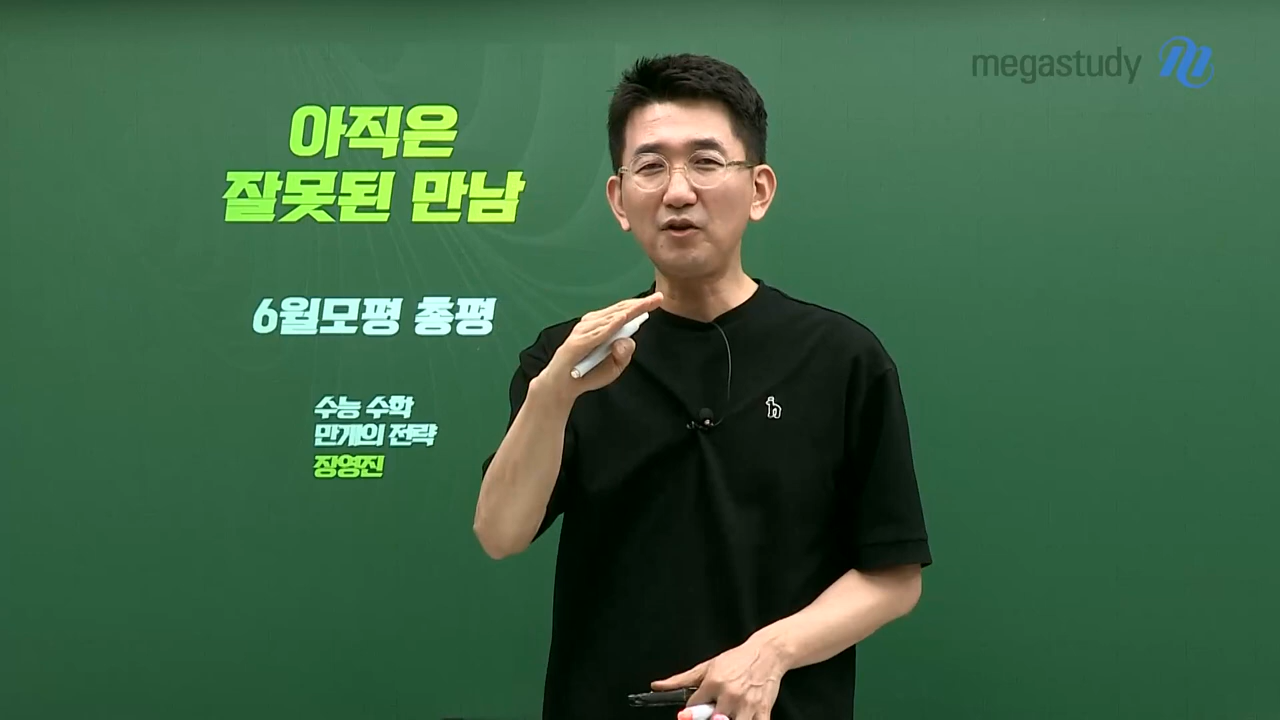 megastudy
아직은
잘못된 만남
6월모평 총평
수능 수학
만개의 전략
장영진